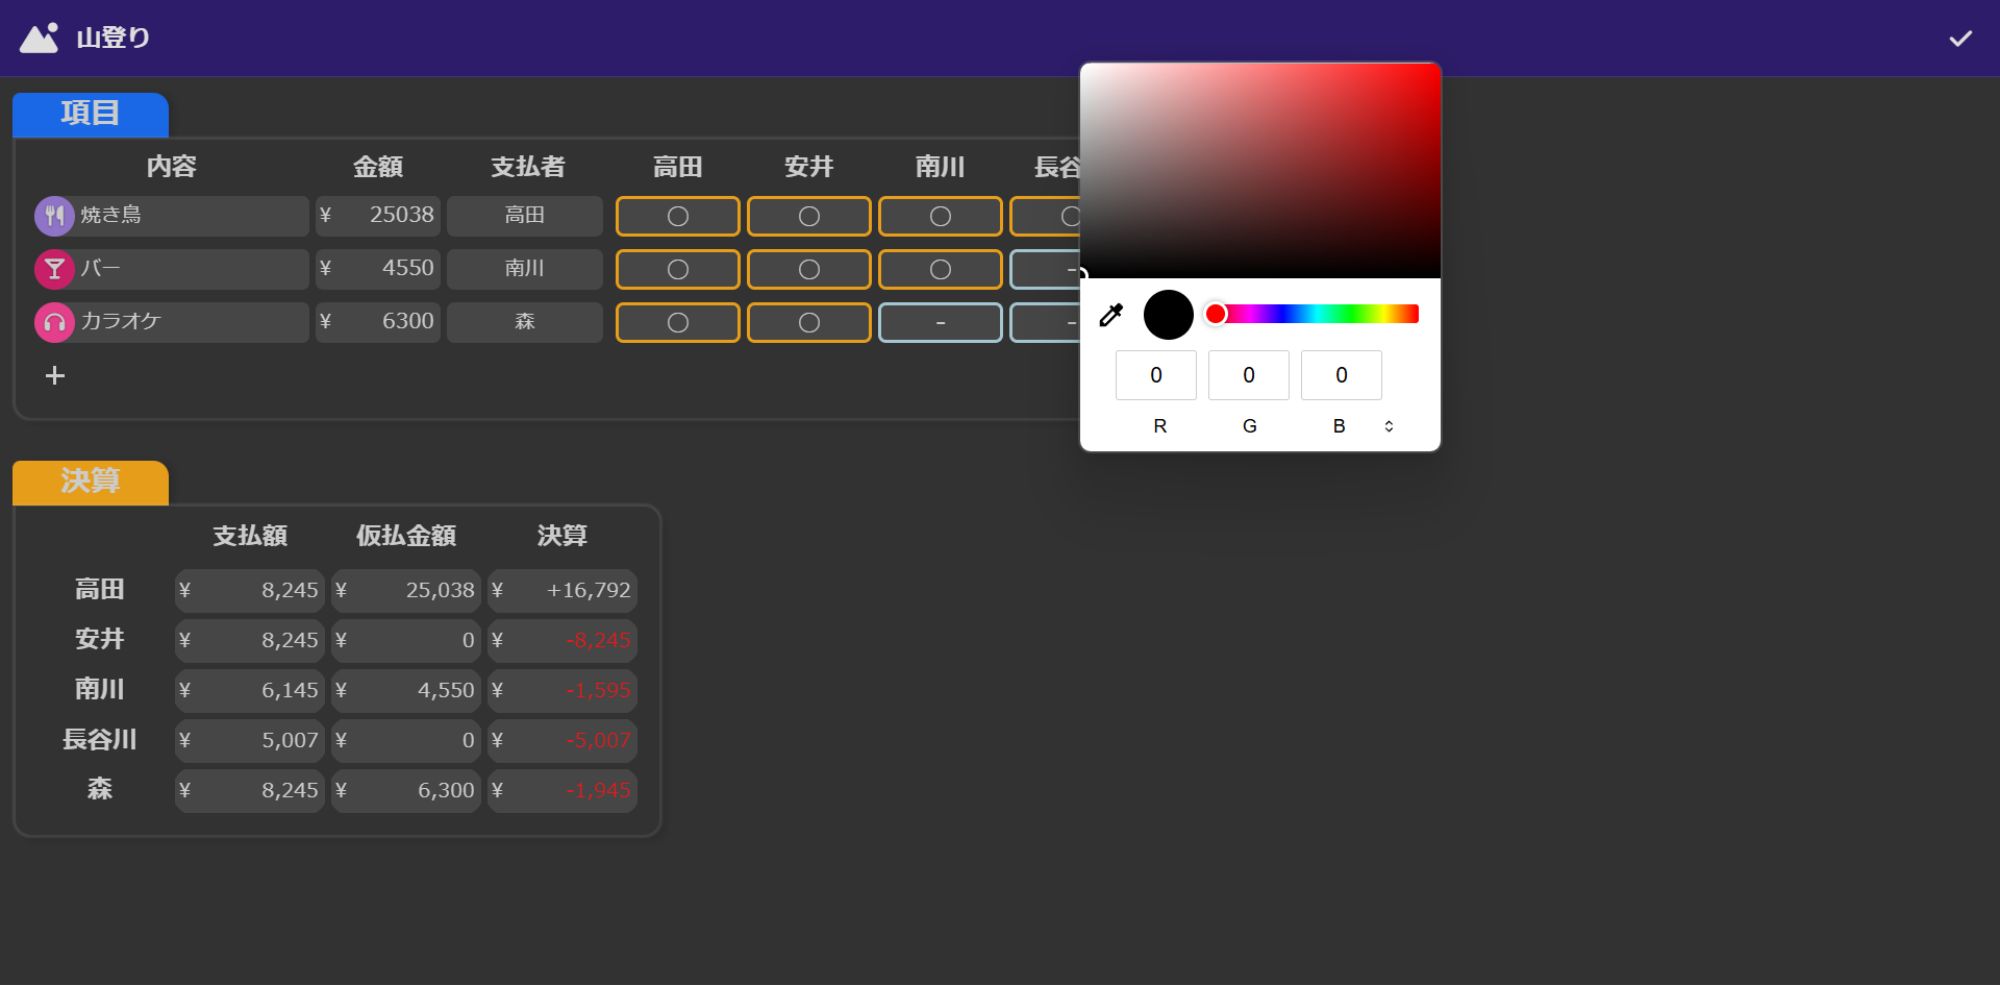 山登り
項目
内容 金額 支払者 高田 安井 南川 長谷
焼き鳥 ¥ 25038 高田 〇 〇 〇 〇
バー ¥ 4550 南川 〇 〇 〇 -
カラオケ ¥ 6300 森 〇 〇 - -
+
0 0 0
R G B
決算
支払額 仮払金額 決算
高田 ¥ 8,245 ¥ 25,038 ¥ +16,792
安井 ¥ 8,245 ¥ 0 ¥ -8,245
南川 ¥ 6,145 ¥ 4,550 ¥ -1,595
長谷川 ¥ 5,007 ¥ 0 ¥ -5,007
森 ¥ 8,245 ¥ 6,300 ¥ -1,945